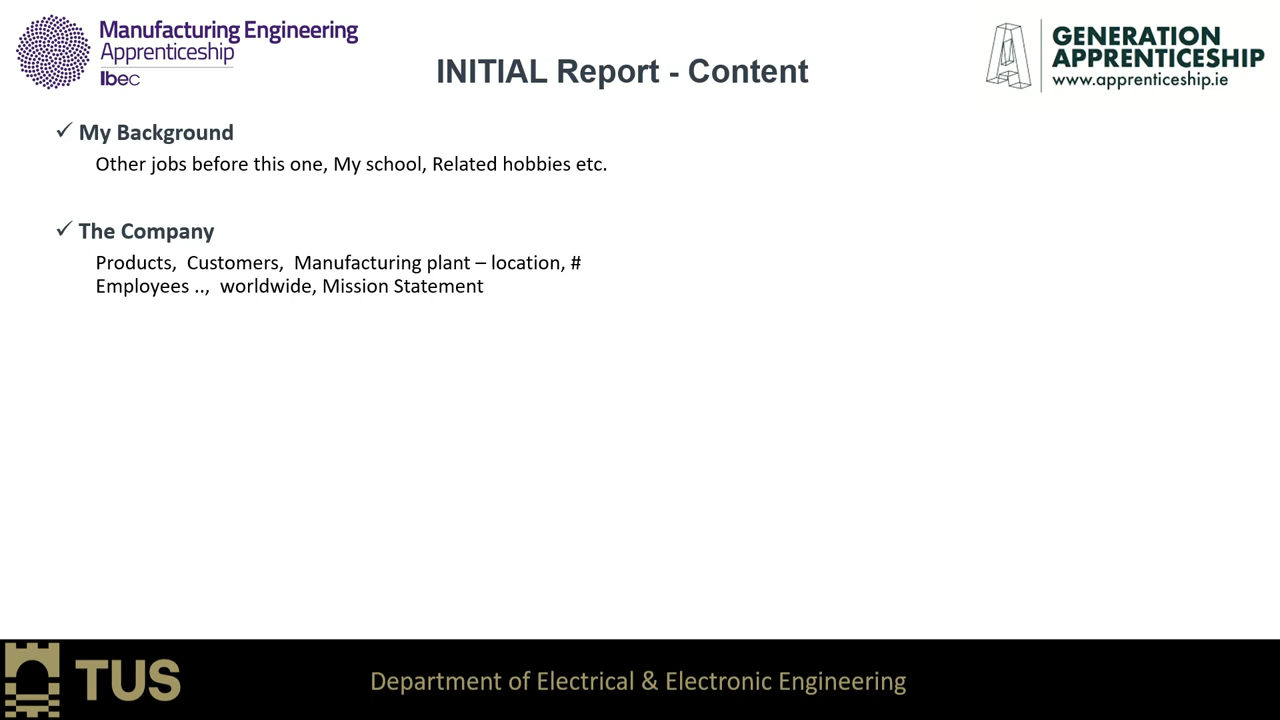 Manufacturing Engineering
Apprenticeship
Ibec
INITIAL Report - Content
GENERATION
APPRENTICESHIP
www.apprenticeship.ie
✓ My Background
Other jobs before this one, My school, Related hobbies etc.
✓ The Company
Products,  Customers,  Manufacturing plant – location, #
Employees ..,  worldwide, Mission Statement
TUS
Department of Electrical & Electronic Engineering